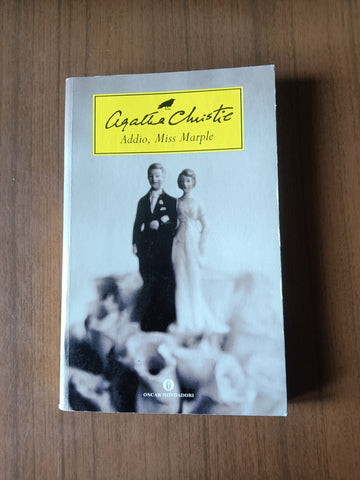 Agatha Christie
Addio, Miss Marple
OSCAR MONDADORI